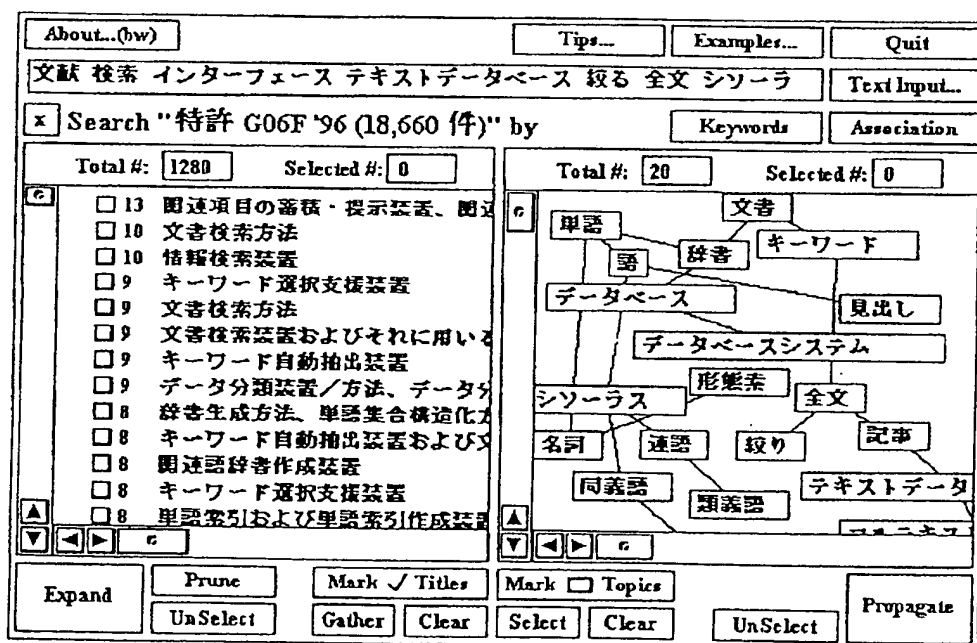 About...(bw) Tips... Examples... Quit
文献 検索 インターフェース テキストデータベース 絞る 全文 シソーラ Text Input...
x Search "特許 G06F '96 (18,660 件)" by Keywords Association
Total #: 1280 Selected #: 0
13 関連項目の蓄積・提示装置、関連
10 文書検索方法
10 情報検索装置
9 キーワード選択支援装置
9 文書検索方法
9 文書検索装置およびそれに用いる
9 キーワード自動抽出装置
9 データ分類装置/方法、データ分
8 辞書生成方法、単語集合構造化方
8 キーワード自動抽出装置および文
8 関連語辞書作成装置
8 キーワード選択支援装置
8 単語索引および単語索引作成装置
Total #: 20 Selected #: 0
文書
単語
キーワード
辞書
語
データベース
見出し
データベースシステム
形態素
シソーラス
全文
名詞
連語
絞り
記事
同義語
類義語
テキストデータ
Expand Prune Mark ✓ Titles Mark Topics Propagate
UnSelect Gather Clear Select Clear UnSelect